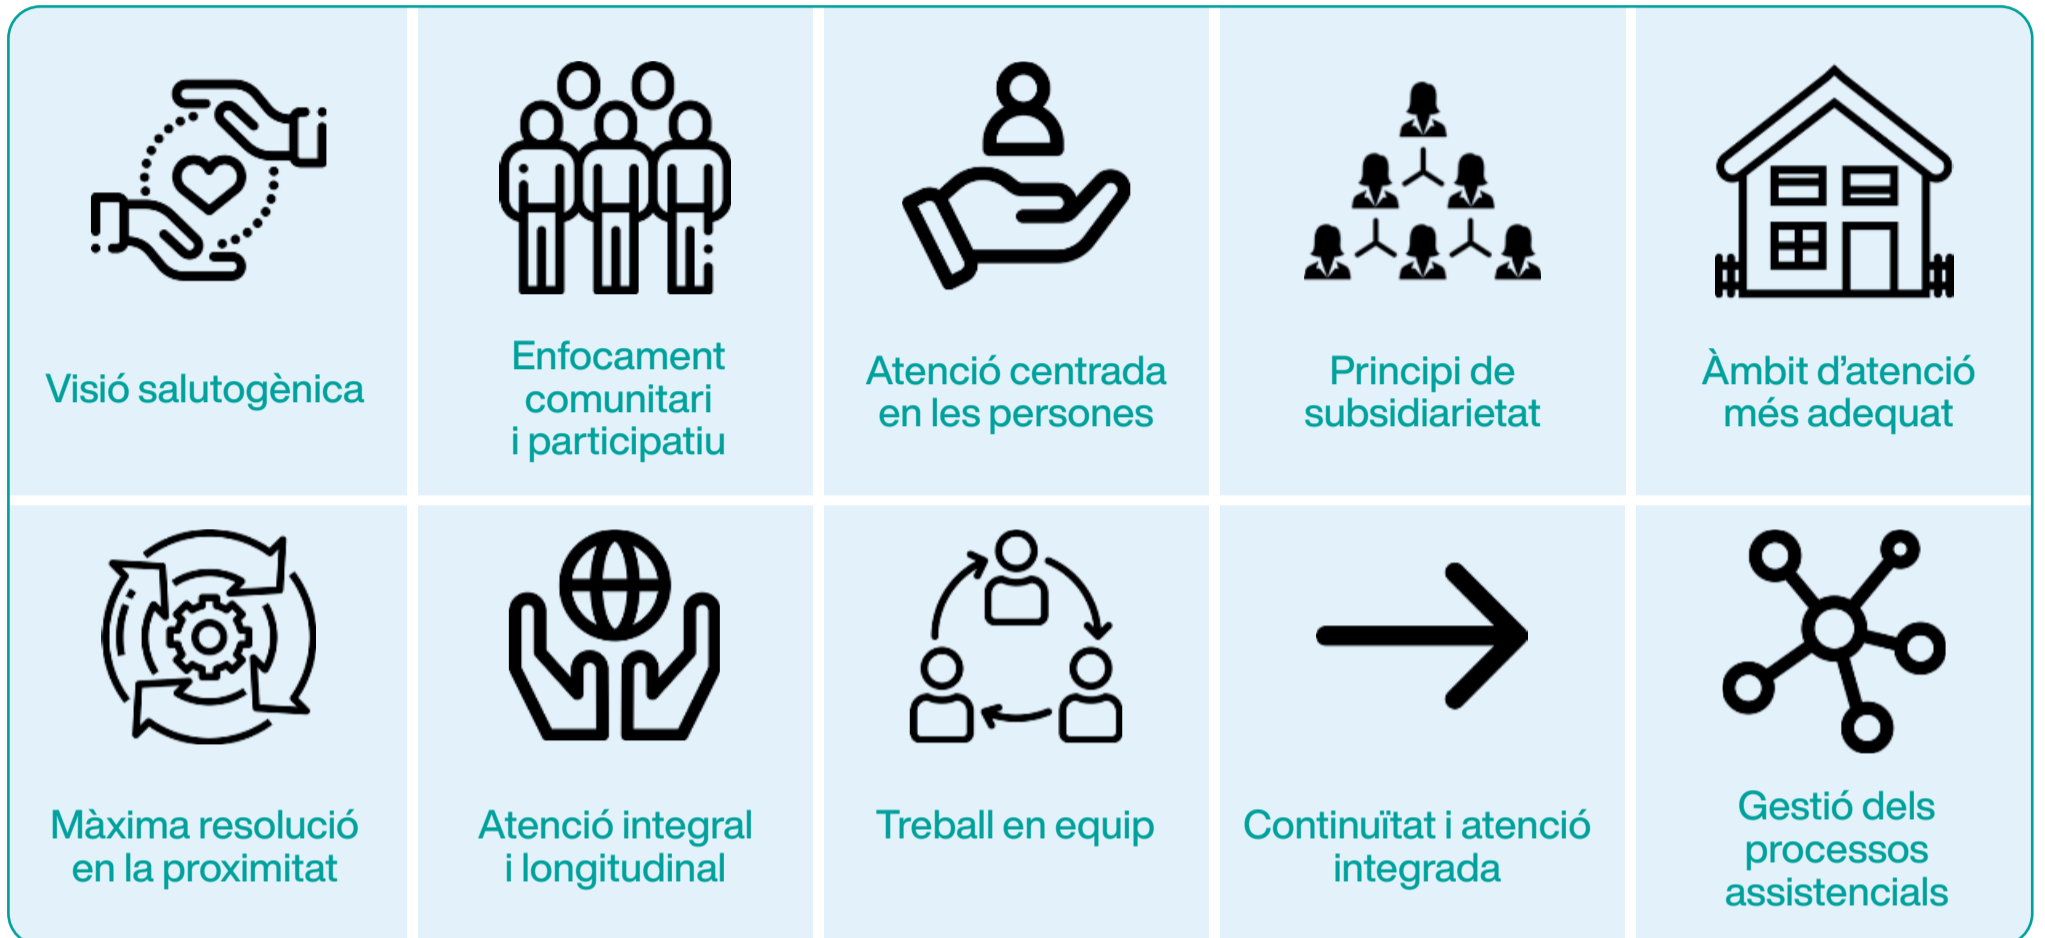 Visió salutogènica
Enfocament
comunitari
i participatiu
Atenció centrada
en les persones
Principi de
subsidiarietat
Àmbit d’atenció
més adequat
Màxima resolució
en la proximitat
Atenció integral
i longitudinal
Treball en equip
Continuïtat i atenció
integrada
Gestió dels
processos
assistencials